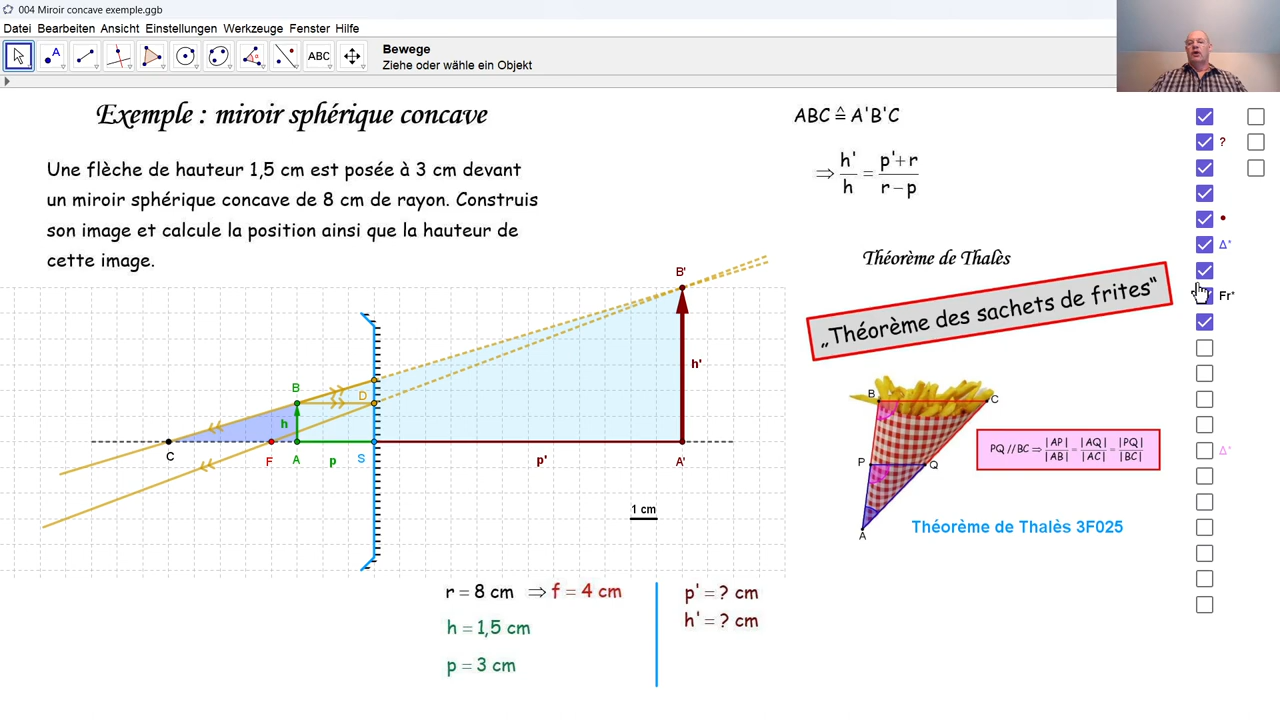 004 Miroir concave exemple.ggb
Datei Bearbeiten Ansicht Einstellungen Werkzeuge Fenster Hilfe
A
ABC
Bewege
Ziehe oder wähle ein Objekt
Exemple : miroir sphérique concave
Une flèche de hauteur 1,5 cm est posée à 3 cm devant
un miroir sphérique concave de 8 cm de rayon. Construis
son image et calcule la position ainsi que la hauteur de
cette image.
ABC ≙ A'B'C
⇒ h'/h = (p'+r)/(r−p)
?
Δ*
Fr*
Δ*
Théorème de Thalès
„Théorème des sachets de frites“
B C
P Q
A
PQ // BC ⇒ |AP|/|AB| = |AQ|/|AC| = |PQ|/|BC|
Théorème de Thalès 3F025
B'
h'
B
D
h
C F A p S p' A'
1 cm
r = 8 cm ⇒ f = 4 cm
h = 1,5 cm
p = 3 cm
p' = ? cm
h' = ? cm